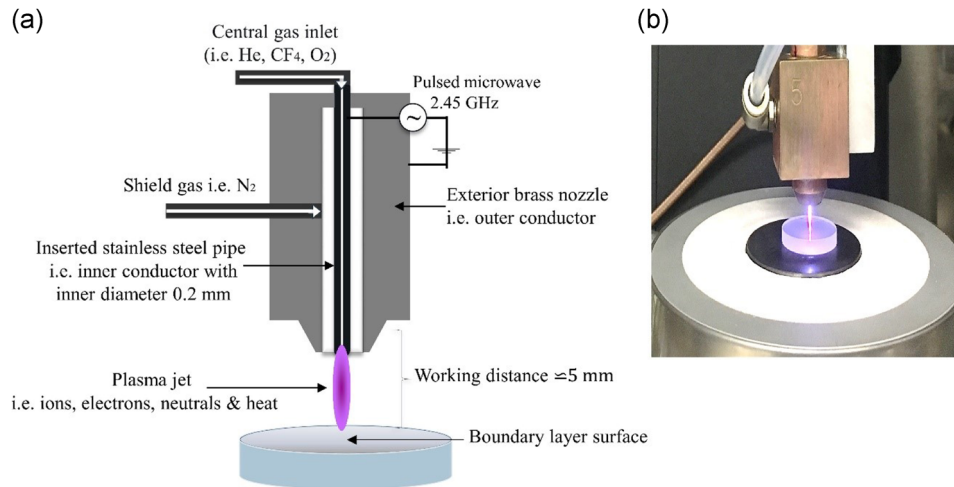 (a)
Central gas inlet
(i.e. He, CF₄, O₂)
Pulsed microwave
2.45 GHz
~
Shield gas i.e. N₂
Exterior brass nozzle
i.e. outer conductor
Inserted stainless steel pipe
i.e. inner conductor with
inner diameter 0.2 mm
Plasma jet
i.e. ions, electrons, neutrals & heat
Working distance ≃5 mm
Boundary layer surface
(b)
5